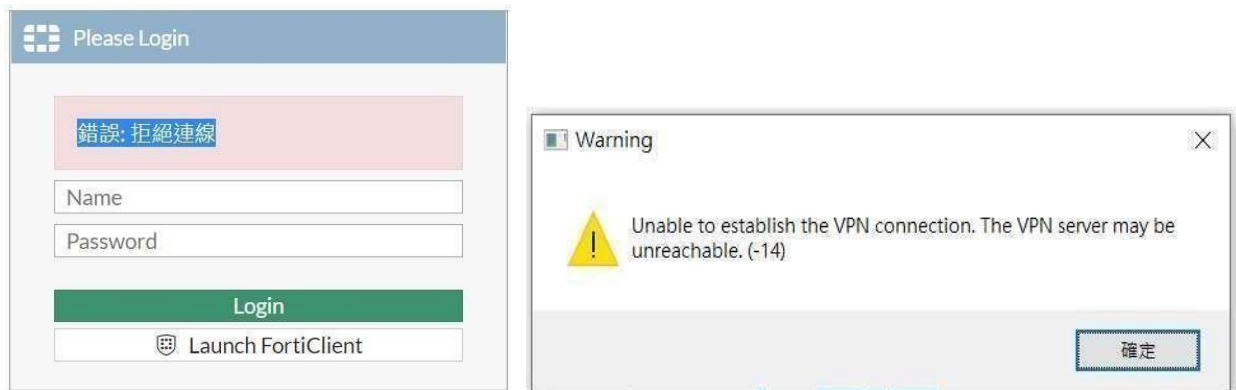 Please Login
錯誤: 拒絕連線
Name
Password
Login
Launch FortiClient
Warning
Unable to establish the VPN connection. The VPN server may be
unreachable. (-14)
確定